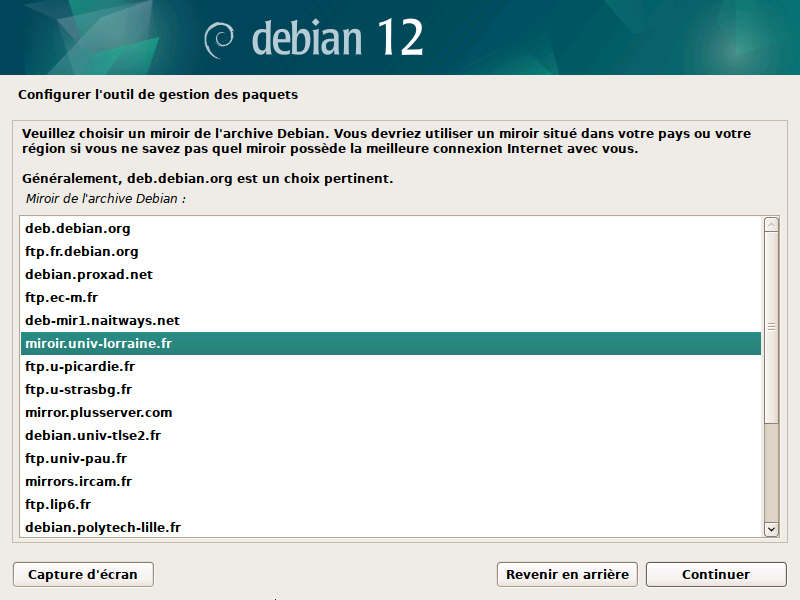 debian 12
Configurer l'outil de gestion des paquets
Veuillez choisir un miroir de l'archive Debian. Vous devriez utiliser un miroir situé dans votre pays ou votre
région si vous ne savez pas quel miroir possède la meilleure connexion Internet avec vous.
Généralement, deb.debian.org est un choix pertinent.
Miroir de l'archive Debian :
deb.debian.org
ftp.fr.debian.org
debian.proxad.net
ftp.ec-m.fr
deb-mir1.naitways.net
miroir.univ-lorraine.fr
ftp.u-picardie.fr
ftp.u-strasbg.fr
mirror.plusserver.com
debian.univ-tlse2.fr
ftp.univ-pau.fr
mirrors.ircam.fr
ftp.lip6.fr
debian.polytech-lille.fr
Capture d'écran
Revenir en arrière
Continuer